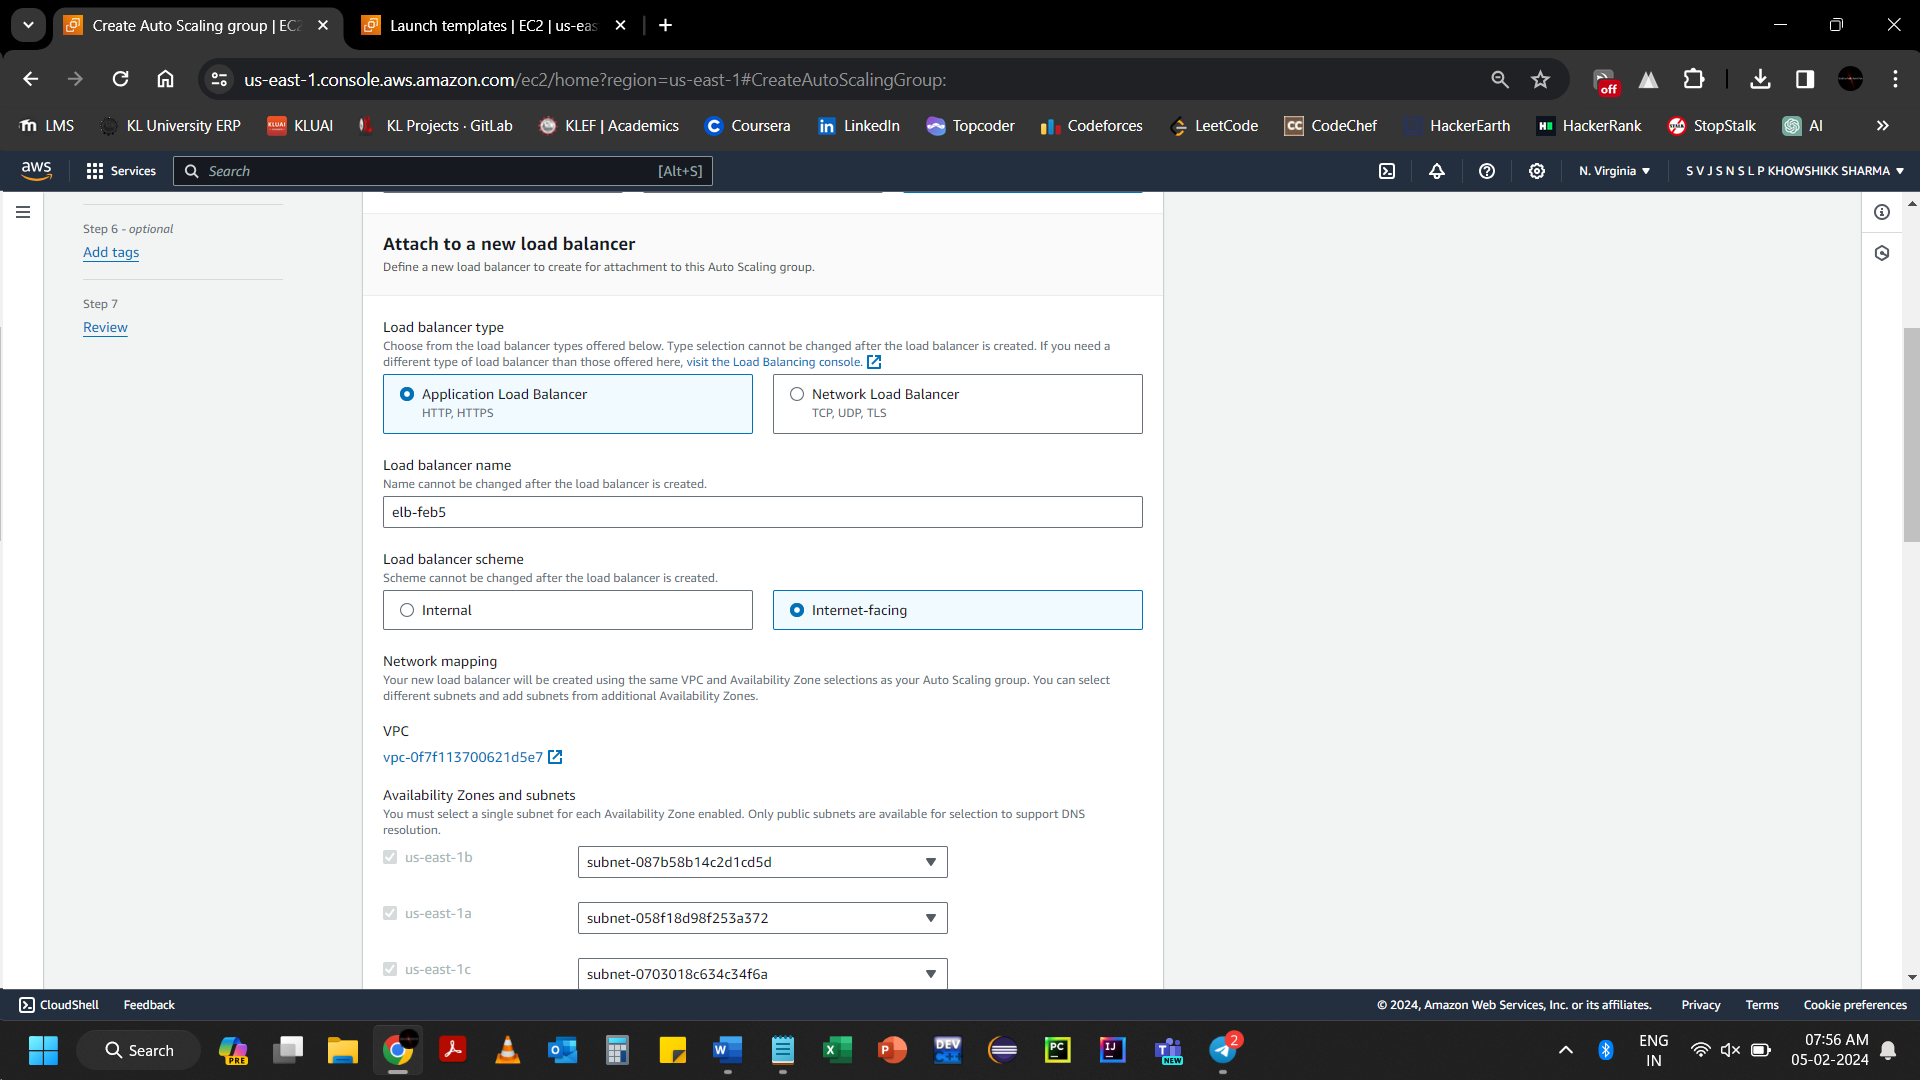 Create Auto Scaling group | EC2
Launch templates | EC2 | us-eas
us-east-1.console.aws.amazon.com/ec2/home?region=us-east-1#CreateAutoScalingGroup:
off
LMS
KL University ERP
KLUAI
KL Projects · GitLab
KLEF | Academics
Coursera
LinkedIn
Topcoder
Codeforces
LeetCode
CodeChef
HackerEarth
HackerRank
StopStalk
AI
aws
Services
Search
[Alt+S]
N. Virginia
S V J S N S L P KHOWSHIKK SHARMA
Step 6 - optional
Add tags
Step 7
Review
Attach to a new load balancer
Define a new load balancer to create for attachment to this Auto Scaling group.
Load balancer type
Choose from the load balancer types offered below. Type selection cannot be changed after the load balancer is created. If you need a
different type of load balancer than those offered here, visit the Load Balancing console.
Application Load Balancer
HTTP, HTTPS
Network Load Balancer
TCP, UDP, TLS
Load balancer name
Name cannot be changed after the load balancer is created.
elb-feb5
Load balancer scheme
Scheme cannot be changed after the load balancer is created.
Internal
Internet-facing
Network mapping
Your new load balancer will be created using the same VPC and Availability Zone selections as your Auto Scaling group. You can select
different subnets and add subnets from additional Availability Zones.
VPC
vpc-0f7f113700621d5e7
Availability Zones and subnets
You must select a single subnet for each Availability Zone enabled. Only public subnets are available for selection to support DNS
resolution.
us-east-1b
subnet-087b58b14c2d1cd5d
us-east-1a
subnet-058f18d98f253a372
us-east-1c
subnet-0703018c634c34f6a
CloudShell
Feedback
© 2024, Amazon Web Services, Inc. or its affiliates.
Privacy
Terms
Cookie preferences
Search
PRE
DEV
PC
IJ
NEW
2
ENG
IN
07:56 AM
05-02-2024